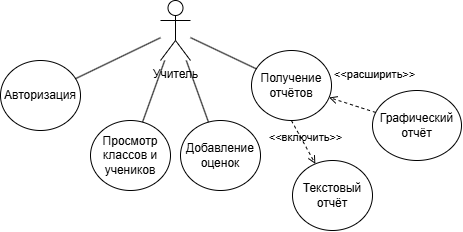 Учитель
Авторизация
Просмотр
классов и
учеников
Добавление
оценок
Получение
отчётов
<<расширить>>
Графический
отчёт
<<включить>>
Текстовый
отчёт